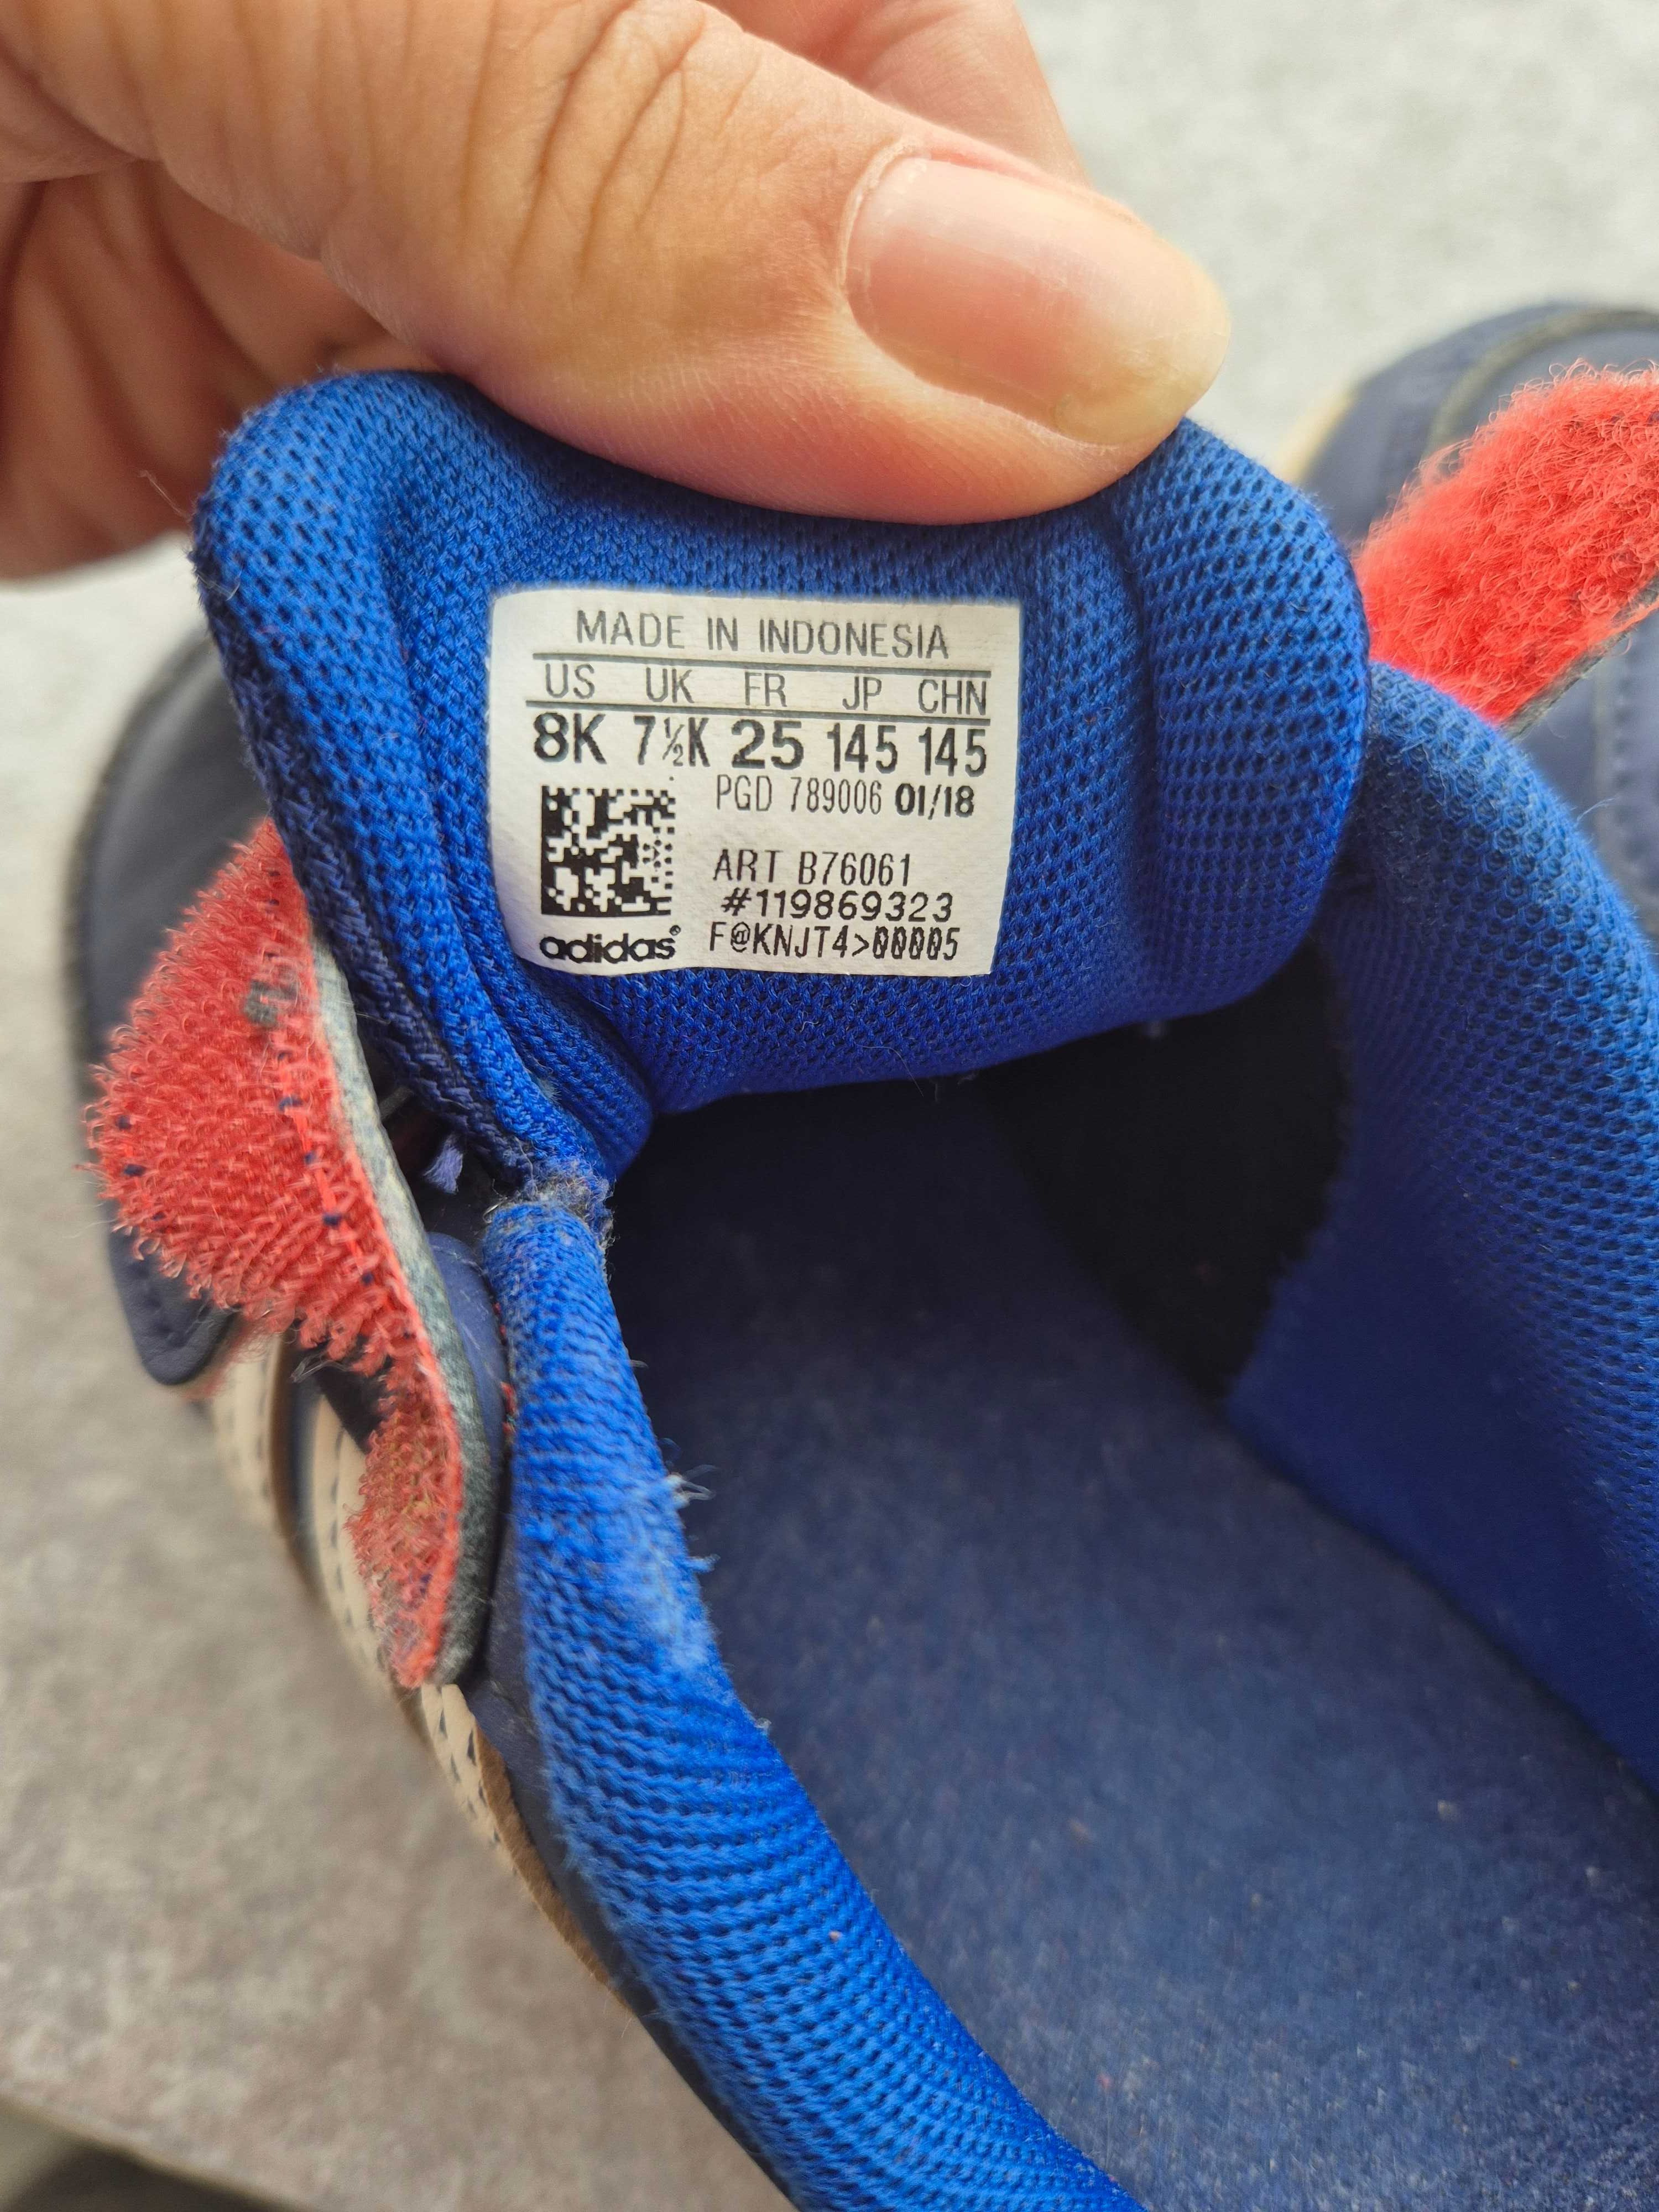 MADE IN INDONESIA
US UK FR JP CHN
8K 7½K 25 145 145
PGD 789006 01/18
ART B76061
#119869323
adidas® F@KNJT4>00005